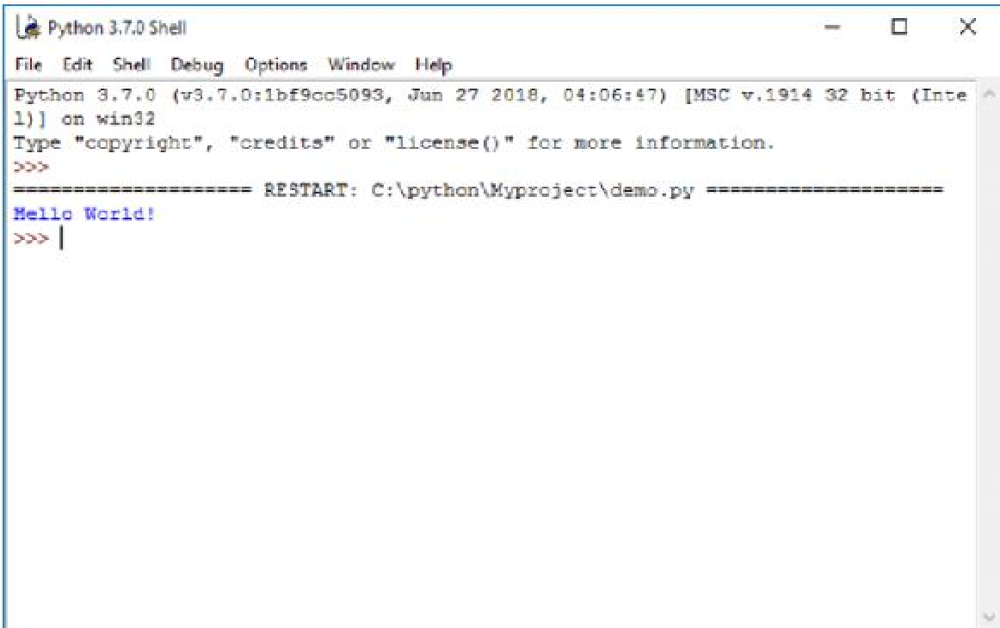 Python 3.7.0 Shell
File Edit Shell Debug Options Window Help
Python 3.7.0 (v3.7.0:1bf9cc5093, Jun 27 2018, 04:06:47) [MSC v.1914 32 bit (Inte
l)] on win32
Type "copyright", "credits" or "license()" for more information.
>>>
==================== RESTART: C:\python\Myproject\demo.py ====================
Hello World!
>>>